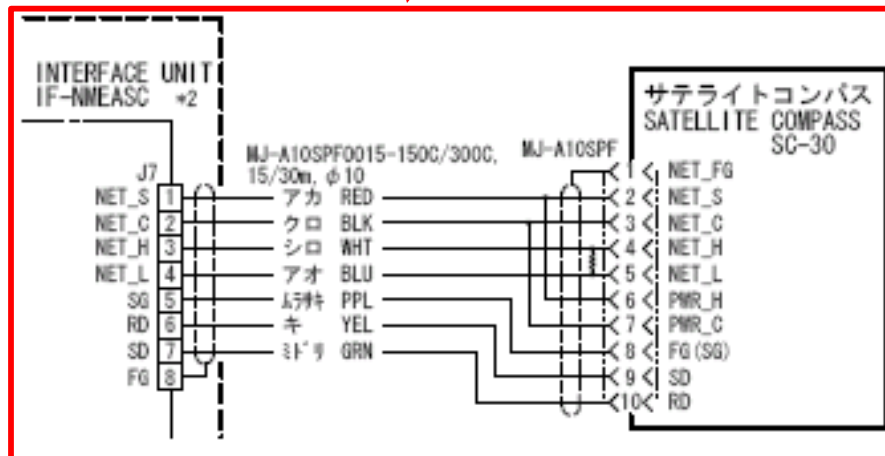 INTERFACE UNIT
IF-NMEASC *2
J7
NET_S 1
NET_C 2
NET_H 3
NET_L 4
SG 5
RD 6
SD 7
FG 8
MJ-A10SPF0015-150C/300C,
15/30m, φ10
アカ RED
クロ BLK
シロ WHT
アオ BLU
ﾑﾗｻｷ PPL
キ YEL
ﾐﾄﾞﾘ GRN
MJ-A10SPF
サテライトコンパス
SATELLITE COMPASS
SC-30
1 NET_FG
2 NET_S
3 NET_C
4 NET_H
5 NET_L
6 PWR_H
7 PWR_C
8 FG(SG)
9 SD
10 RD